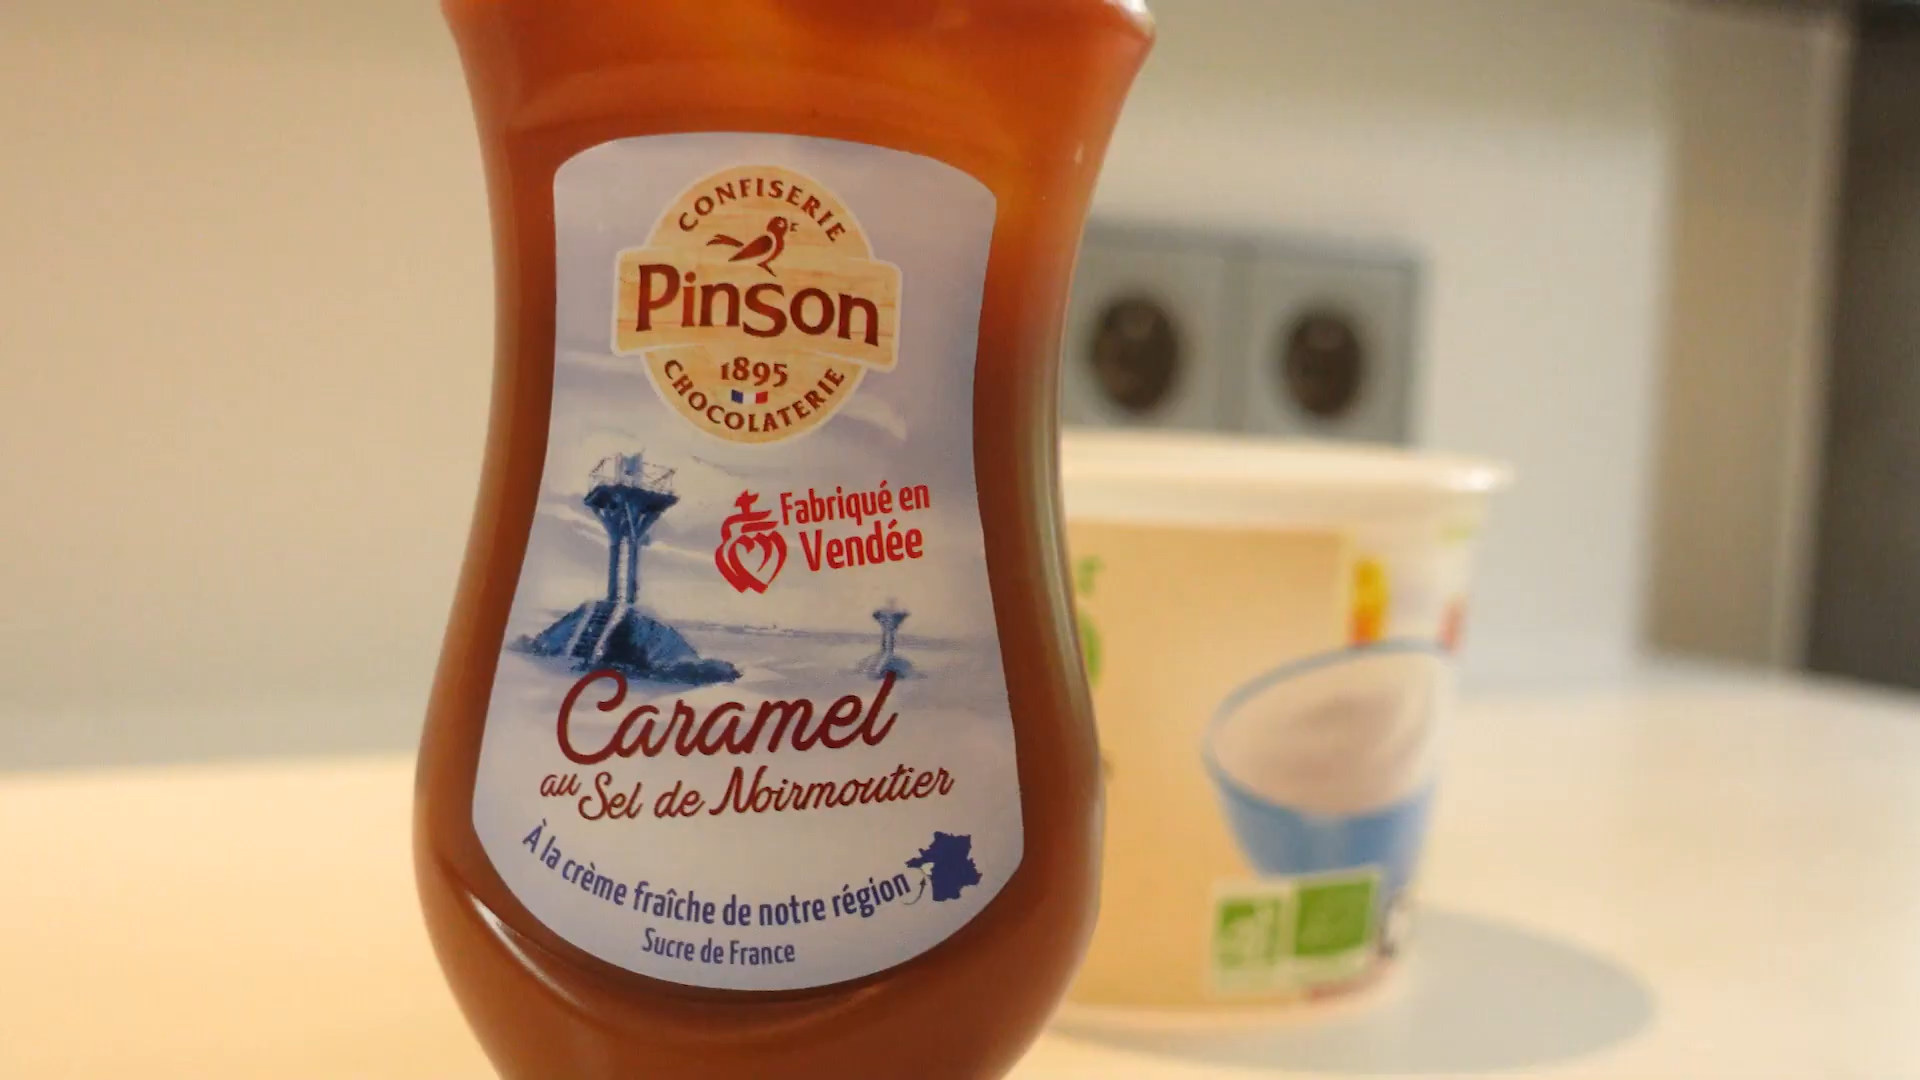 CONFISERIE
Pinson
1895
CHOCOLATERIE
Fabriqué en
Vendée
Caramel
au Sel de Noirmoutier
À la crème fraîche de notre région
Sucre de France